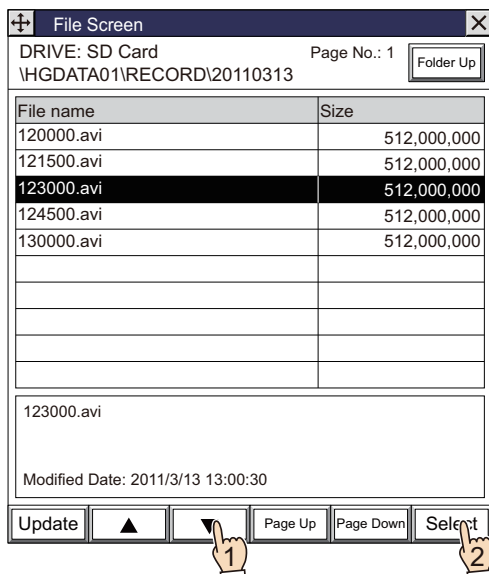 File Screen
DRIVE: SD Card Page No.: 1 Folder Up
\HGDATA01\RECORD\20110313
File name Size
120000.avi 512,000,000
121500.avi 512,000,000
123000.avi 512,000,000
124500.avi 512,000,000
130000.avi 512,000,000
123000.avi
Modified Date: 2011/3/13 13:00:30
Update ▲ ▼ Page Up Page Down Select
1 2